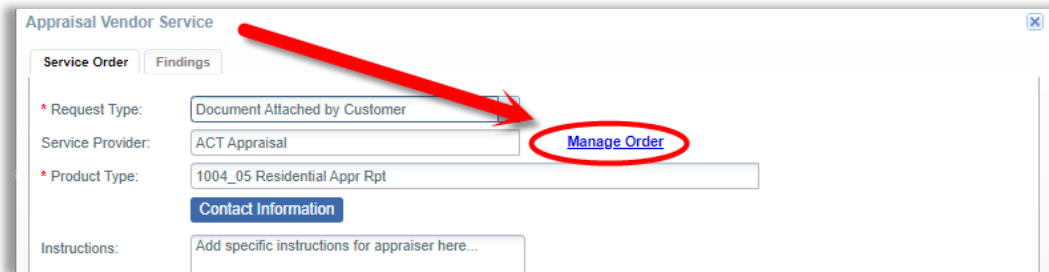 Appraisal Vendor Service
Service Order Findings
* Request Type: Document Attached by Customer
Service Provider: ACT Appraisal Manage Order
* Product Type: 1004_05 Residential Appr Rpt
Contact Information
Instructions: Add specific instructions for appraiser here...